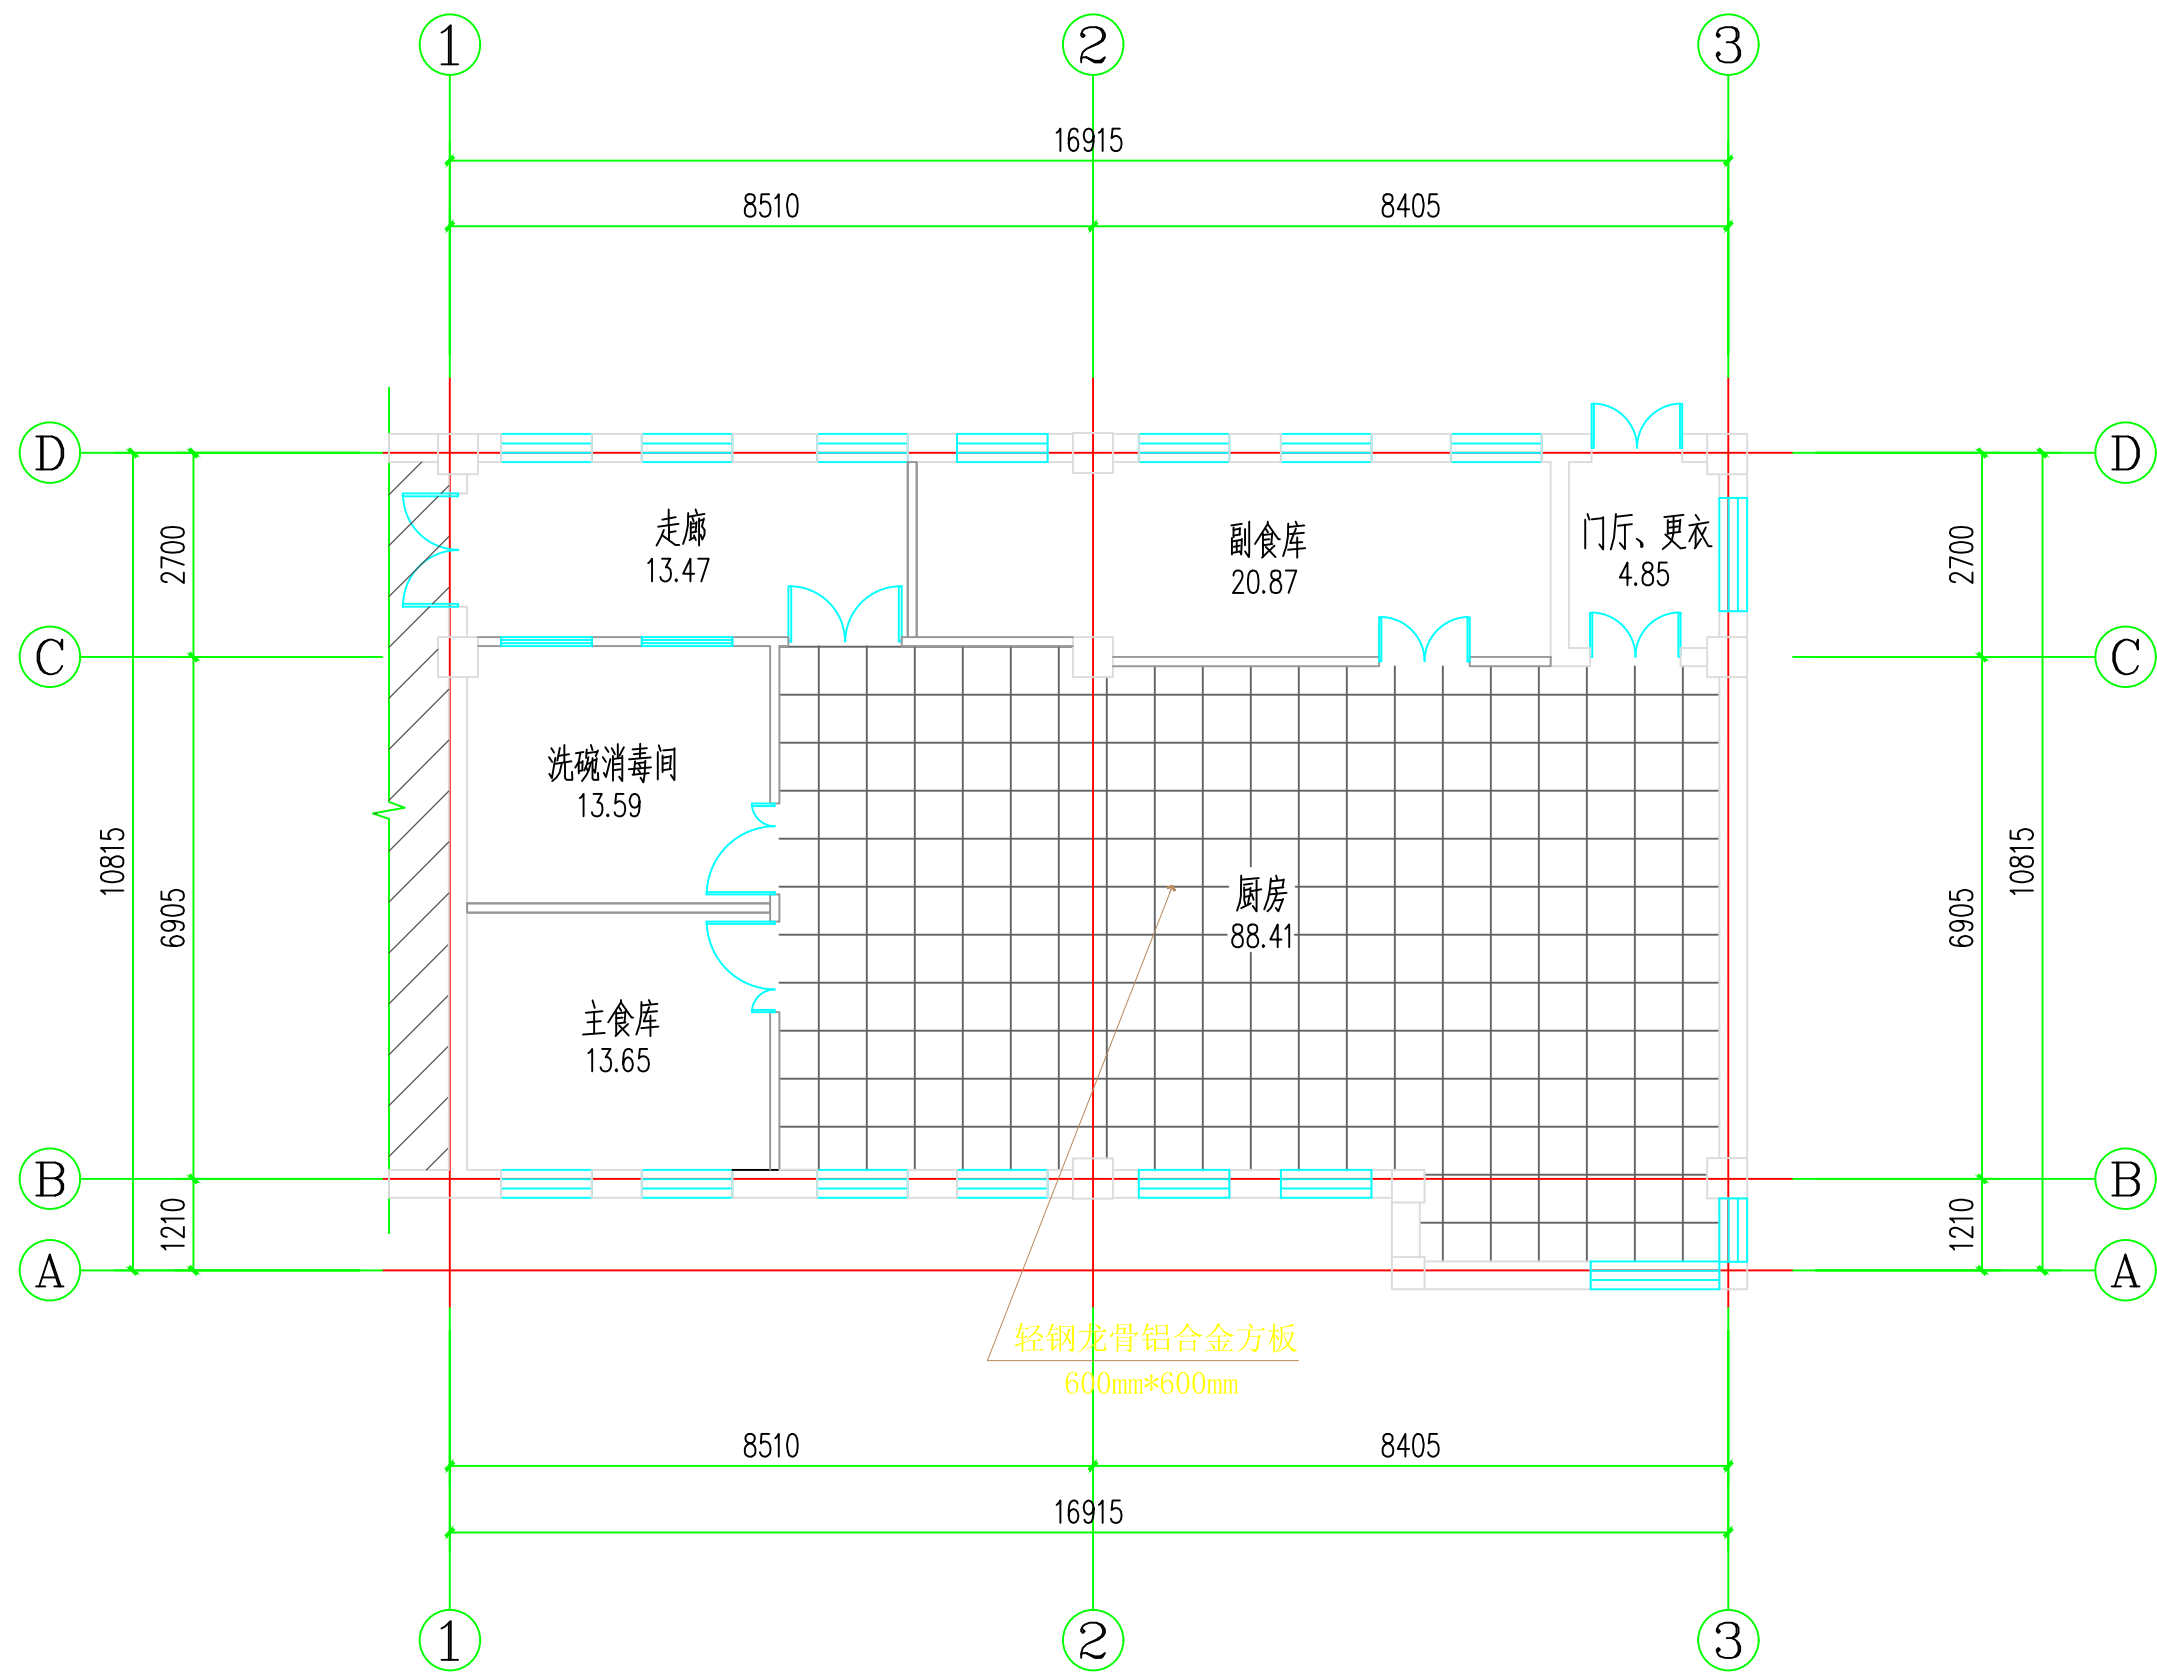 1 2 3
16915
8510 8405
D D
2700 2700
走廊
13.47
副食库
20.87
门厅、更衣
4.85
C C
洗碗消毒间
13.59
10815 10815
6905 6905
厨房
88.41
主食库
13.65
B B
1210 1210
A A
轻钢龙骨铝合金方板
600mm*600mm
8510 8405
16915
1 2 3